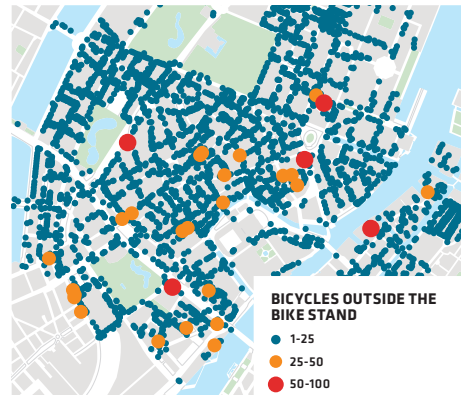 BICYCLES OUTSIDE THE
BIKE STAND
1-25
25-50
50-100